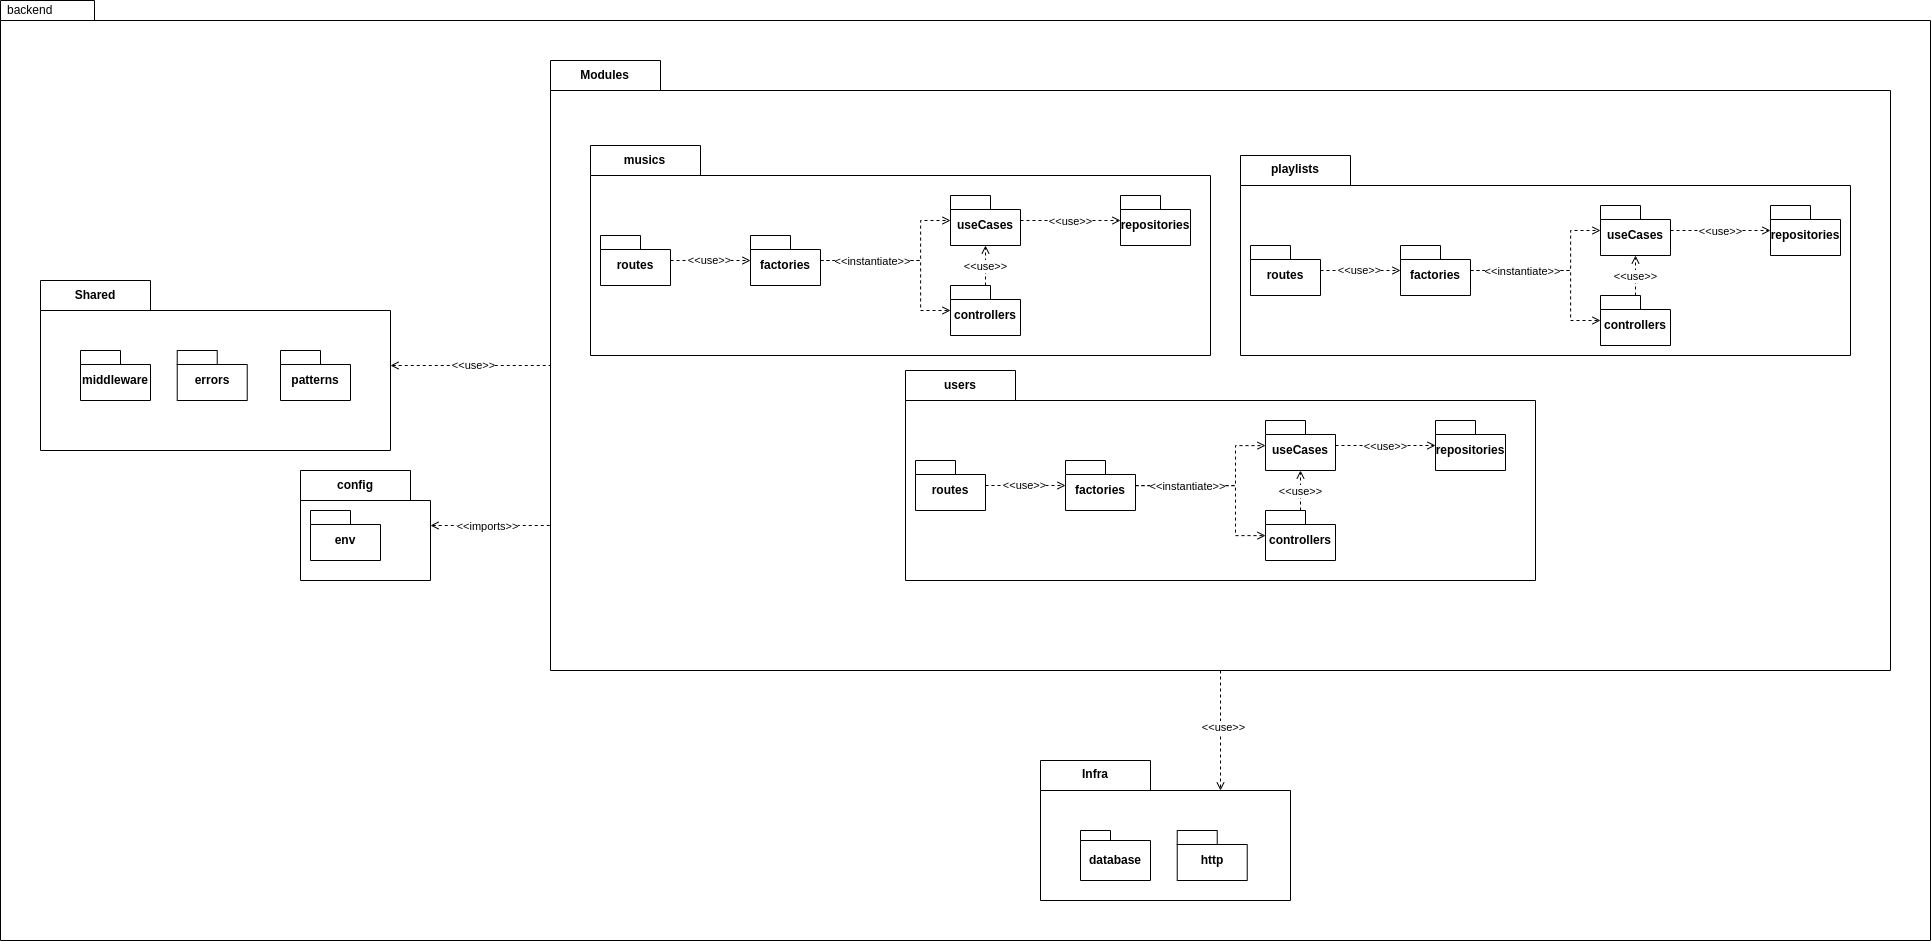 backend
Modules
musics
routes
<<use>>
factories
<<instantiate>>
useCases
<<use>>
repositories
<<use>>
controllers
playlists
routes
<<use>>
factories
<<instantiate>>
useCases
<<use>>
repositories
<<use>>
controllers
users
routes
<<use>>
factories
<<instantiate>>
useCases
<<use>>
repositories
<<use>>
controllers
Shared
middleware
errors
patterns
<<use>>
config
env
<<imports>>
<<use>>
Infra
database
http